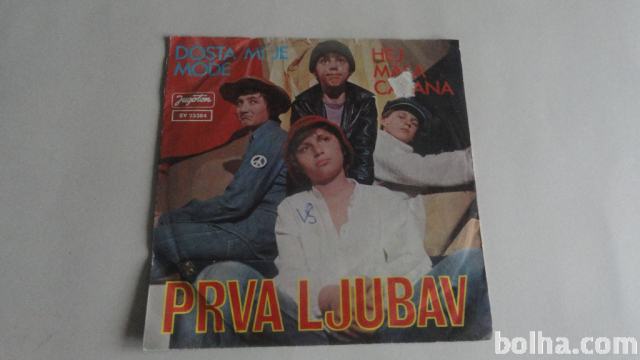 DOSTA MI JE
MODE
HEJ
MALA
Jugoton
SY 23384
VS
PRVA LJUBAV
bolha.com